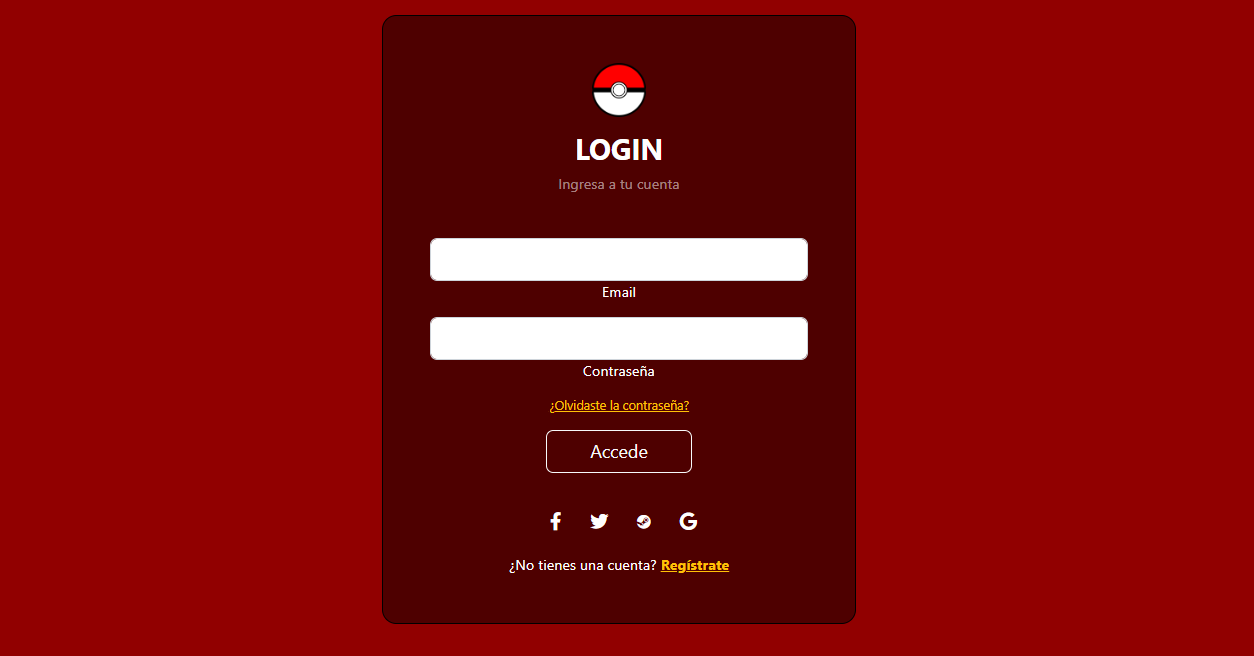 LOGIN
Ingresa a tu cuenta
Email
Contraseña
¿Olvidaste la contraseña?
Accede
¿No tienes una cuenta? Regístrate